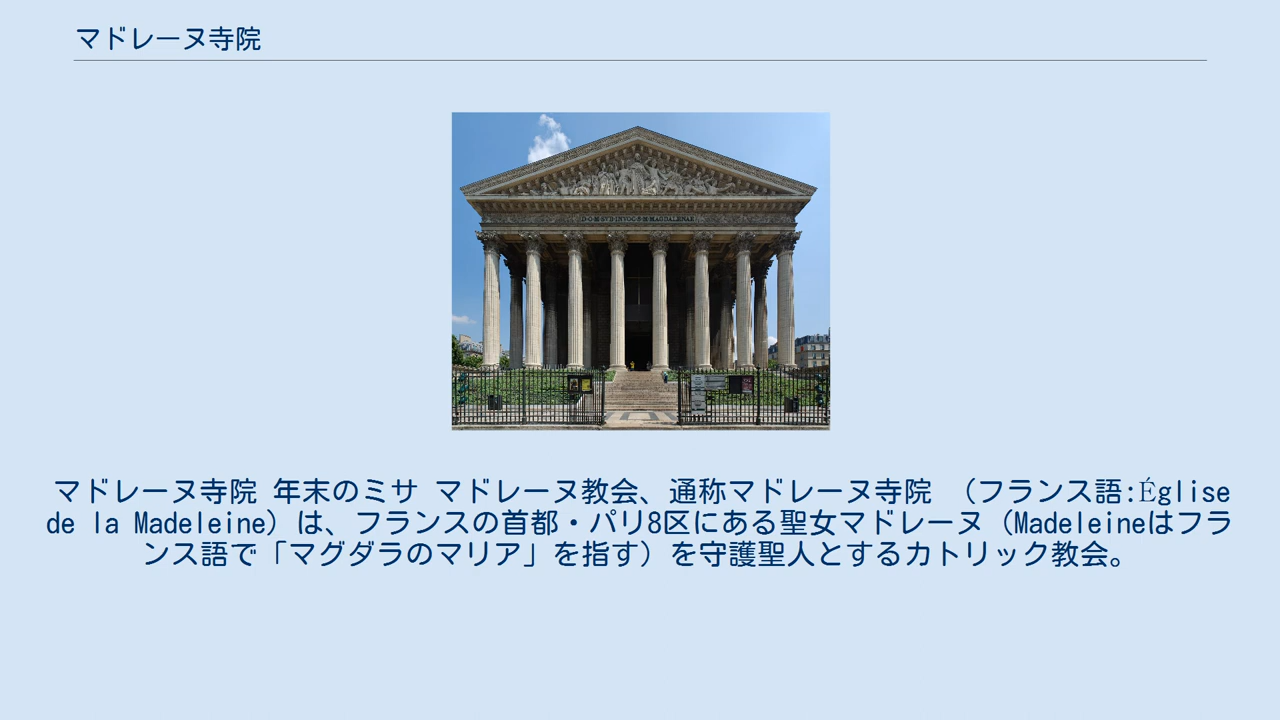 マドレーヌ寺院
D·O·M·SVB·INVOC·S·M·MAGDALENAE
マドレーヌ寺院 年末のミサ マドレーヌ教会、通称マドレーヌ寺院 （フランス語:Église
de la Madeleine）は、フランスの首都・パリ8区にある聖女マドレーヌ（Madeleineはフラ
ンス語で「マグダラのマリア」を指す）を守護聖人とするカトリック教会。